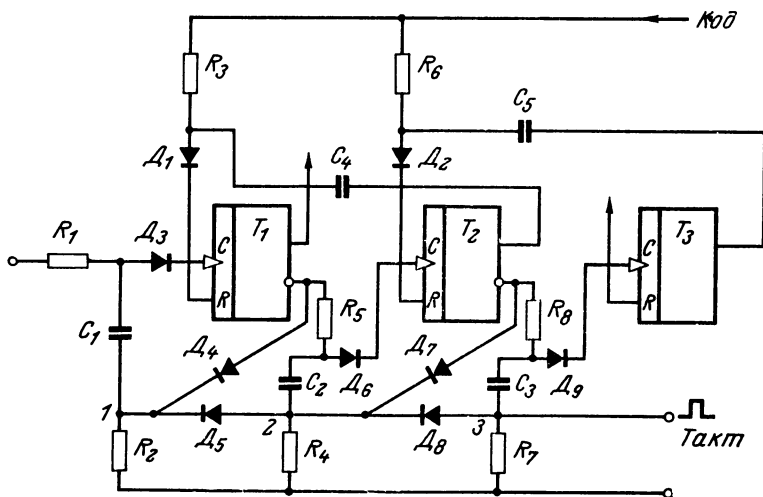 Код
R₃
R₆
C₅
Д₁
Д₂
C₄
T₁
T₂
T₃
R₁
Д₃
C
C
C
R
R
R
R₅
R₈
C₁
Д₄
Д₆
Д₇
Д₉
C₂
C₃
1
Д₅
2
Д₈
3
Такт
R₂
R₄
R₇